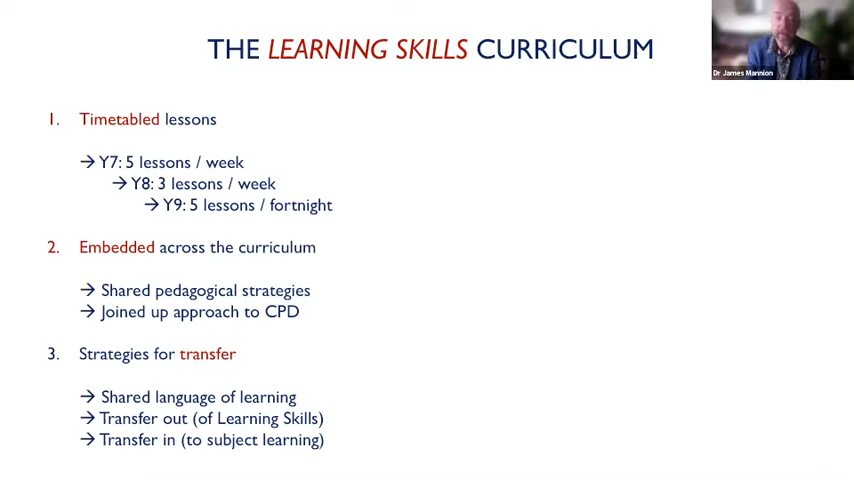 THE LEARNING SKILLS CURRICULUM
Dr James Mannion
1. Timetabled lessons
→ Y7: 5 lessons / week
→ Y8: 3 lessons / week
→ Y9: 5 lessons / fortnight
2. Embedded across the curriculum
→ Shared pedagogical strategies
→ Joined up approach to CPD
3. Strategies for transfer
→ Shared language of learning
→ Transfer out (of Learning Skills)
→ Transfer in (to subject learning)